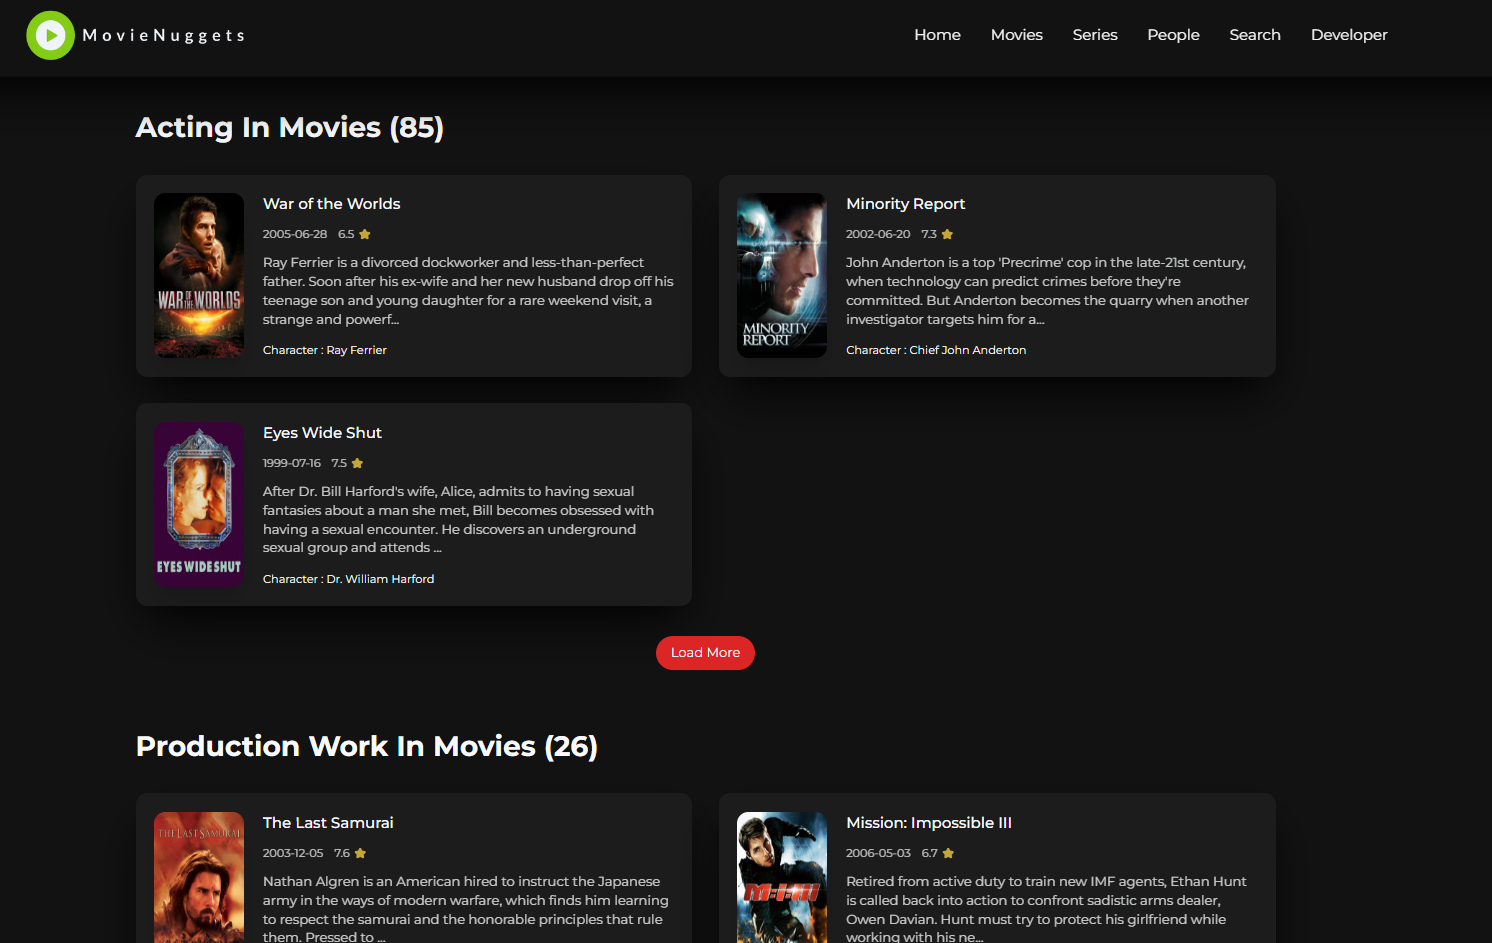 MovieNuggets
Home Movies Series People Search Developer
Acting In Movies (85)
WAR OF THE WORLDS
War of the Worlds
2005-06-28 6.5
Ray Ferrier is a divorced dockworker and less-than-perfect
father. Soon after his ex-wife and her new husband drop off his
teenage son and young daughter for a rare weekend visit, a
strange and powerf...
Character : Ray Ferrier
MINORITY
REPORT
Minority Report
2002-06-20 7.3
John Anderton is a top 'Precrime' cop in the late-21st century,
when technology can predict crimes before they're
committed. But Anderton becomes the quarry when another
investigator targets him for a...
Character : Chief John Anderton
EYES WIDE SHUT
Eyes Wide Shut
1999-07-16 7.5
After Dr. Bill Harford's wife, Alice, admits to having sexual
fantasies about a man she met, Bill becomes obsessed with
having a sexual encounter. He discovers an underground
sexual group and attends ...
Character : Dr. William Harford
Load More
Production Work In Movies (26)
THE LAST SAMURAI
The Last Samurai
2003-12-05 7.6
Nathan Algren is an American hired to instruct the Japanese
army in the ways of modern warfare, which finds him learning
to respect the samurai and the honorable principles that rule
them. Pressed to ...
M:i:III
Mission: Impossible III
2006-05-03 6.7
Retired from active duty to train new IMF agents, Ethan Hunt
is called back into action to confront sadistic arms dealer,
Owen Davian. Hunt must try to protect his girlfriend while
working with his ne...